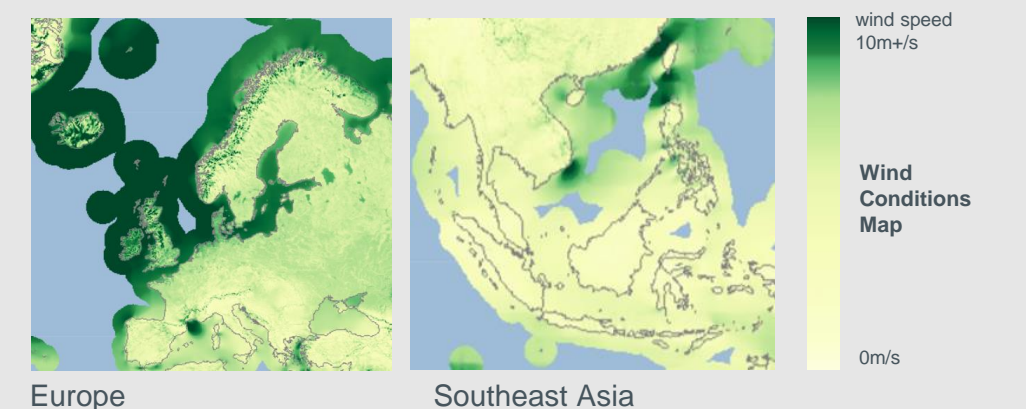 wind speed
10m+/s
Wind
Conditions
Map
0m/s
Europe
Southeast Asia